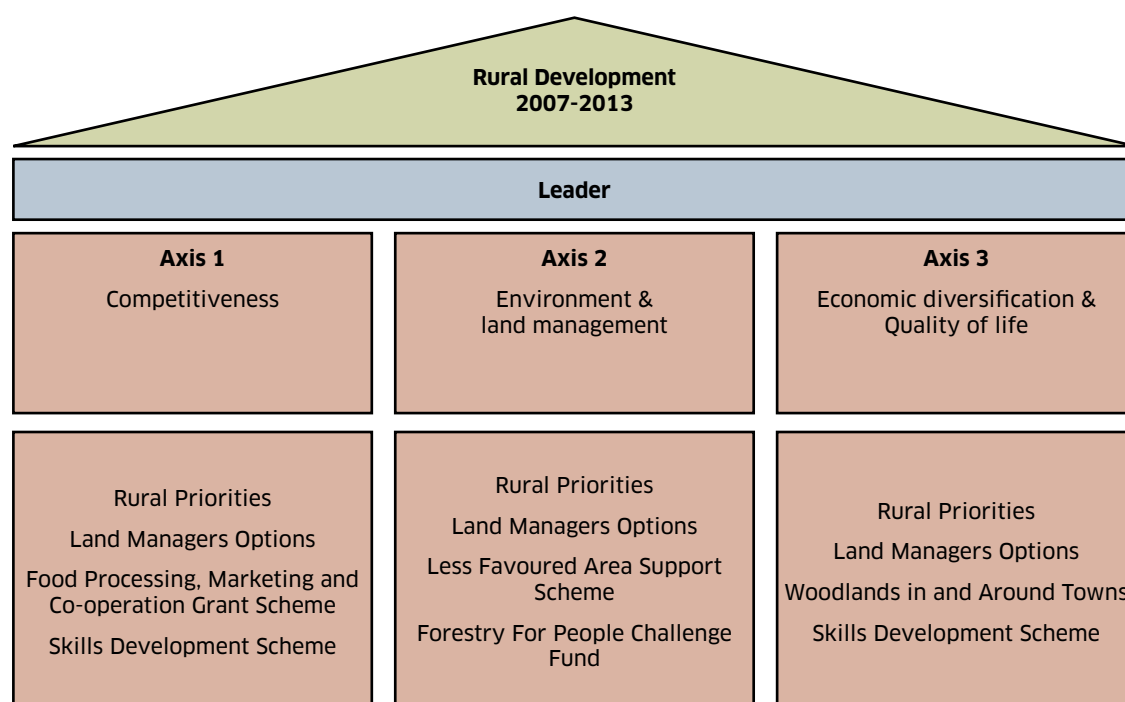 Rural Development
2007-2013
Leader
Axis 1
Competitiveness
Axis 2
Environment &
land management
Axis 3
Economic diversification &
Quality of life
Rural Priorities
Land Managers Options
Food Processing, Marketing and
Co-operation Grant Scheme
Skills Development Scheme
Rural Priorities
Land Managers Options
Less Favoured Area Support
Scheme
Forestry For People Challenge
Fund
Rural Priorities
Land Managers Options
Woodlands in and Around Towns
Skills Development Scheme